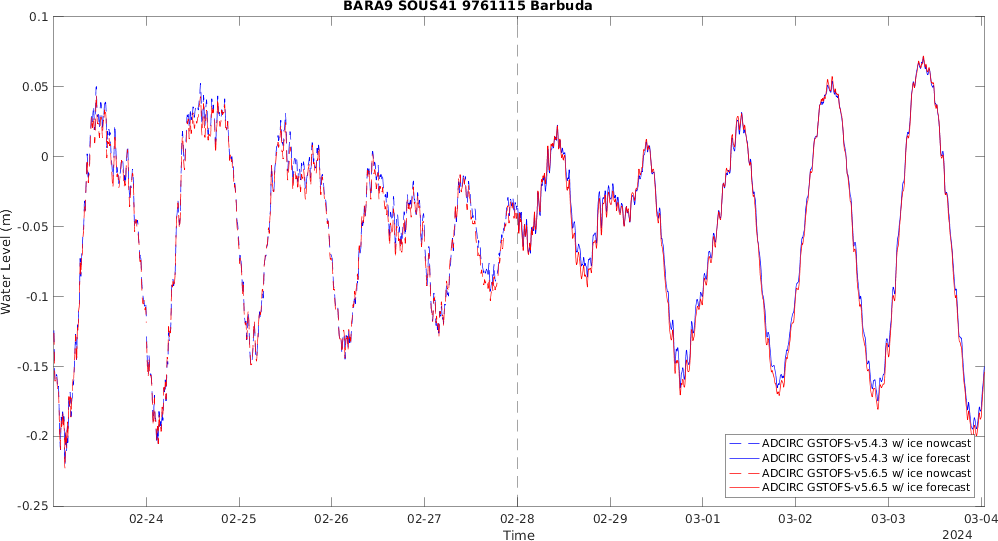 BARA9 SOUS41 9761115 Barbuda
0.1
0.05
0
-0.05
-0.1
-0.15
-0.2
-0.25
Water Level (m)
ADCIRC GSTOFS-v5.4.3 w/ ice nowcast
ADCIRC GSTOFS-v5.4.3 w/ ice forecast
ADCIRC GSTOFS-v5.6.5 w/ ice nowcast
ADCIRC GSTOFS-v5.6.5 w/ ice forecast
02-24 02-25 02-26 02-27 02-28 02-29 03-01 03-02 03-03 03-04
Time
2024